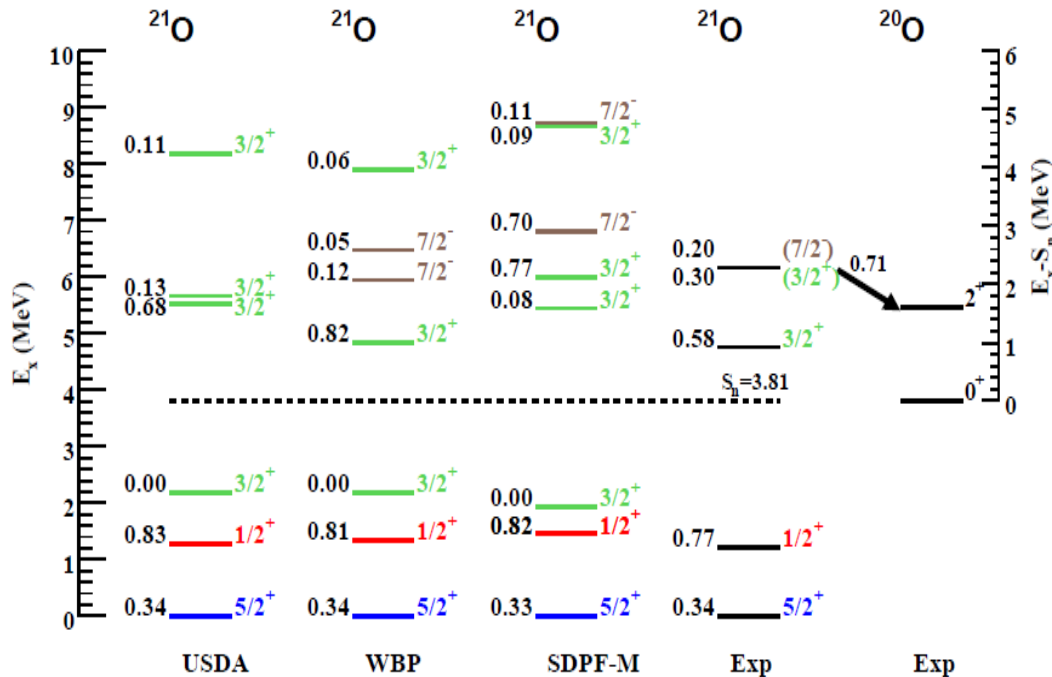 ²¹O ²¹O ²¹O ²¹O ²⁰O
10 6
9 0.11 7/2⁻ 5
0.09 3/2⁺
0.11 3/2⁺
8 0.06 3/2⁺ 4
7 0.70 7/2⁻ 3
0.05 7/2⁻ 0.20 (7/2⁻) 0.71
6 0.12 7/2⁻ 0.77 3/2⁺ 0.30 (3/2⁺) 2
0.13 3/2⁺ 0.08 3/2⁺ 2⁺
0.68 3/2⁺
5 0.82 3/2⁺ 0.58 3/2⁺ 1
4 Sₙ=3.81 0⁺ 0
3
0.00 3/2⁺ 0.00 3/2⁺ 0.00 3/2⁺
2
0.83 1/2⁺ 0.81 1/2⁺ 0.82 1/2⁺ 0.77 1/2⁺
1
0 0.34 5/2⁺ 0.34 5/2⁺ 0.33 5/2⁺ 0.34 5/2⁺
USDA WBP SDPF-M Exp Exp
Eₓ (MeV)
Eₓ-Sₙ (MeV)